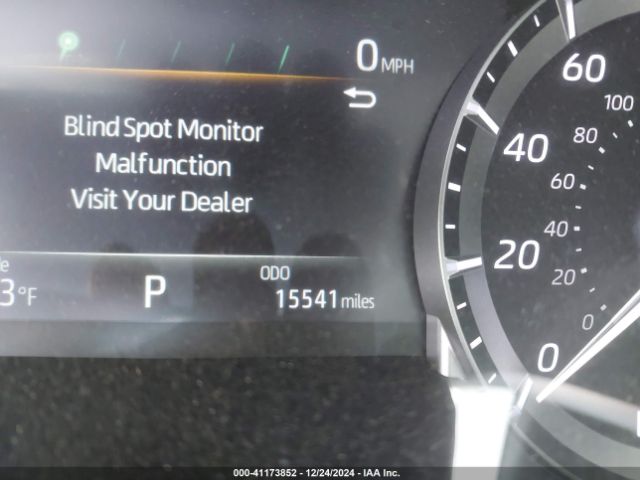 0 MPH
Blind Spot Monitor
Malfunction
Visit Your Dealer
3°F
P
ODO
15541 miles
60
40
20
0
100
80
60
40
20
0
000-41173852 • 12/24/2024 • IAA Inc.